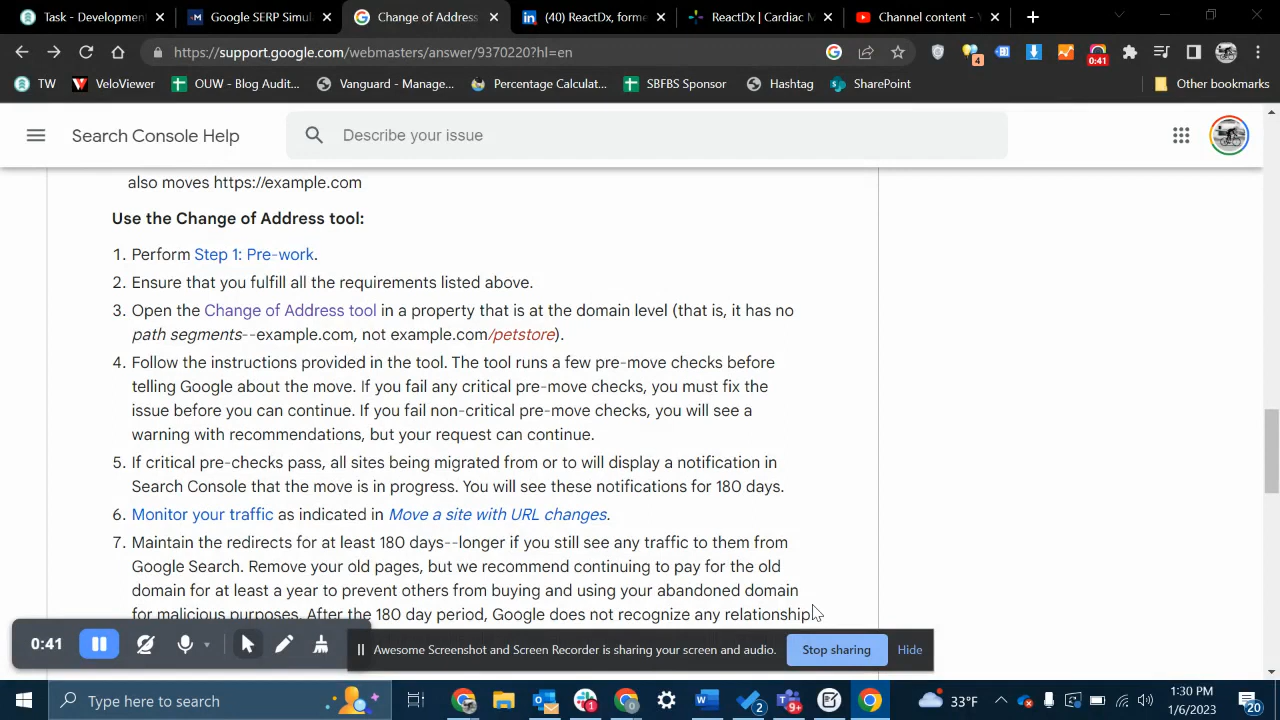 Task - Development
Google SERP Simul
Change of Address
(40) ReactDx, forme
ReactDx | Cardiac M
Channel content - Y
https://support.google.com/webmasters/answer/9370220?hl=en
4
0:41
TW
VeloViewer
OUW - Blog Audit...
Vanguard - Manage...
Percentage Calculat...
SBFBS Sponsor
Hashtag
SharePoint
Other bookmarks
Search Console Help
Describe your issue
also moves https://example.com
Use the Change of Address tool:
1. Perform Step 1: Pre-work.
2. Ensure that you fulfill all the requirements listed above.
3. Open the Change of Address tool in a property that is at the domain level (that is, it has no
path segments--example.com, not example.com/petstore).
4. Follow the instructions provided in the tool. The tool runs a few pre-move checks before
telling Google about the move. If you fail any critical pre-move checks, you must fix the
issue before you can continue. If you fail non-critical pre-move checks, you will see a
warning with recommendations, but your request can continue.
5. If critical pre-checks pass, all sites being migrated from or to will display a notification in
Search Console that the move is in progress. You will see these notifications for 180 days.
6. Monitor your traffic as indicated in Move a site with URL changes.
7. Maintain the redirects for at least 180 days--longer if you still see any traffic to them from
Google Search. Remove your old pages, but we recommend continuing to pay for the old
domain for at least a year to prevent others from buying and using your abandoned domain
for malicious purposes. After the 180 day period, Google does not recognize any relationship
0:41
Awesome Screenshot and Screen Recorder is sharing your screen and audio.
Stop sharing
Hide
Type here to search
1
2
9+
33°F
1:30 PM
1/6/2023
20